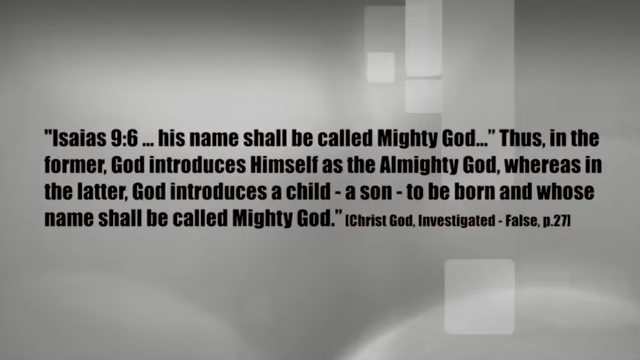 "Isaias 9:6 ... his name shall be called Mighty God..." Thus, in the
former, God introduces Himself as the Almighty God, whereas in
the latter, God introduces a child - a son - to be born and whose
name shall be called Mighty God." [Christ God, Investigated - False, p.27]